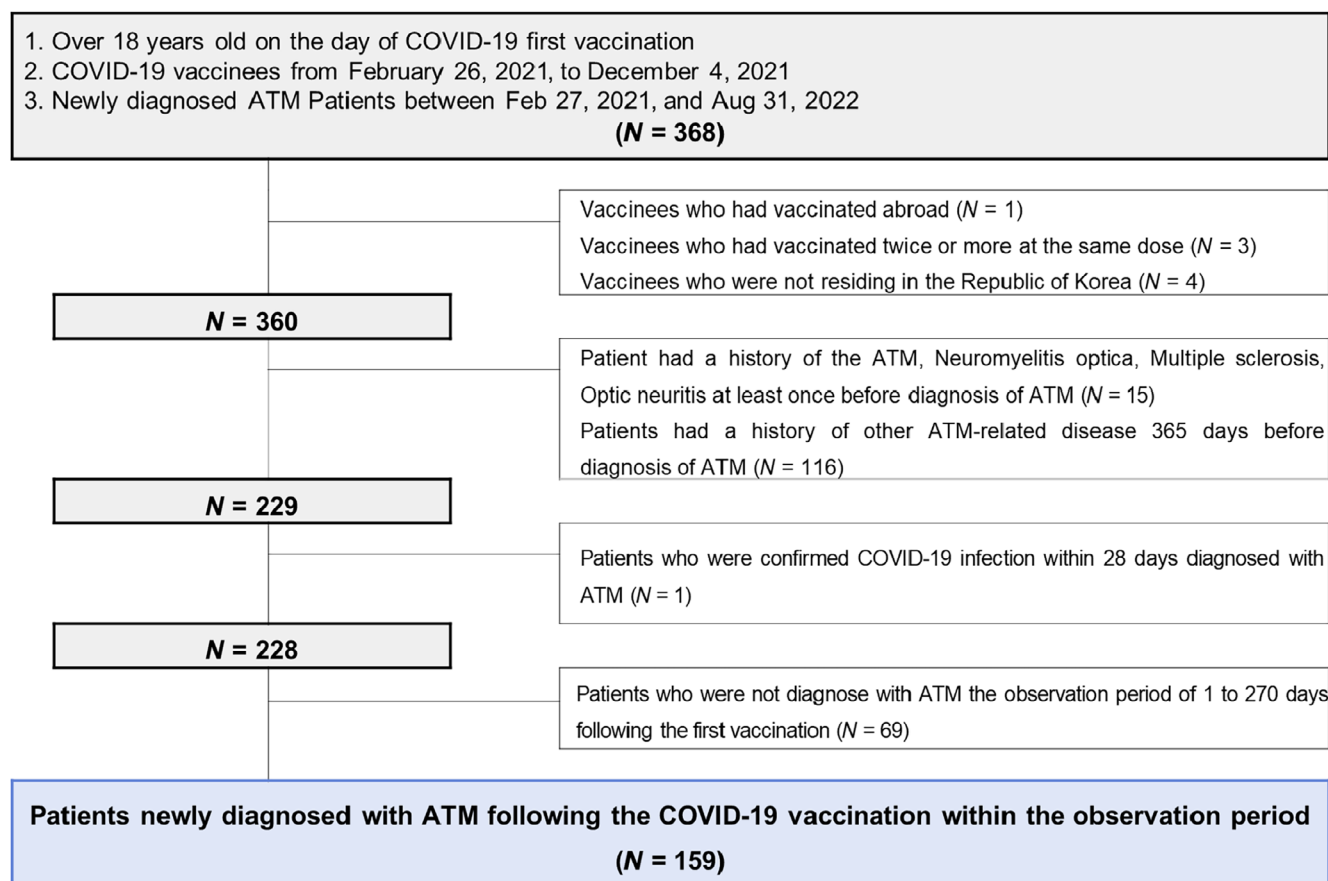 1. Over 18 years old on the day of COVID-19 first vaccination
2. COVID-19 vaccinees from February 26, 2021, to December 4, 2021
3. Newly diagnosed ATM Patients between Feb 27, 2021, and Aug 31, 2022
(N = 368)
Vaccinees who had vaccinated abroad (N = 1)
Vaccinees who had vaccinated twice or more at the same dose (N = 3)
Vaccinees who were not residing in the Republic of Korea (N = 4)
N = 360
Patient had a history of the ATM, Neuromyelitis optica, Multiple sclerosis,
Optic neuritis at least once before diagnosis of ATM (N = 15)
Patients had a history of other ATM-related disease 365 days before
diagnosis of ATM (N = 116)
N = 229
Patients who were confirmed COVID-19 infection within 28 days diagnosed with
ATM (N = 1)
N = 228
Patients who were not diagnose with ATM the observation period of 1 to 270 days
following the first vaccination (N = 69)
Patients newly diagnosed with ATM following the COVID-19 vaccination within the observation period
(N = 159)